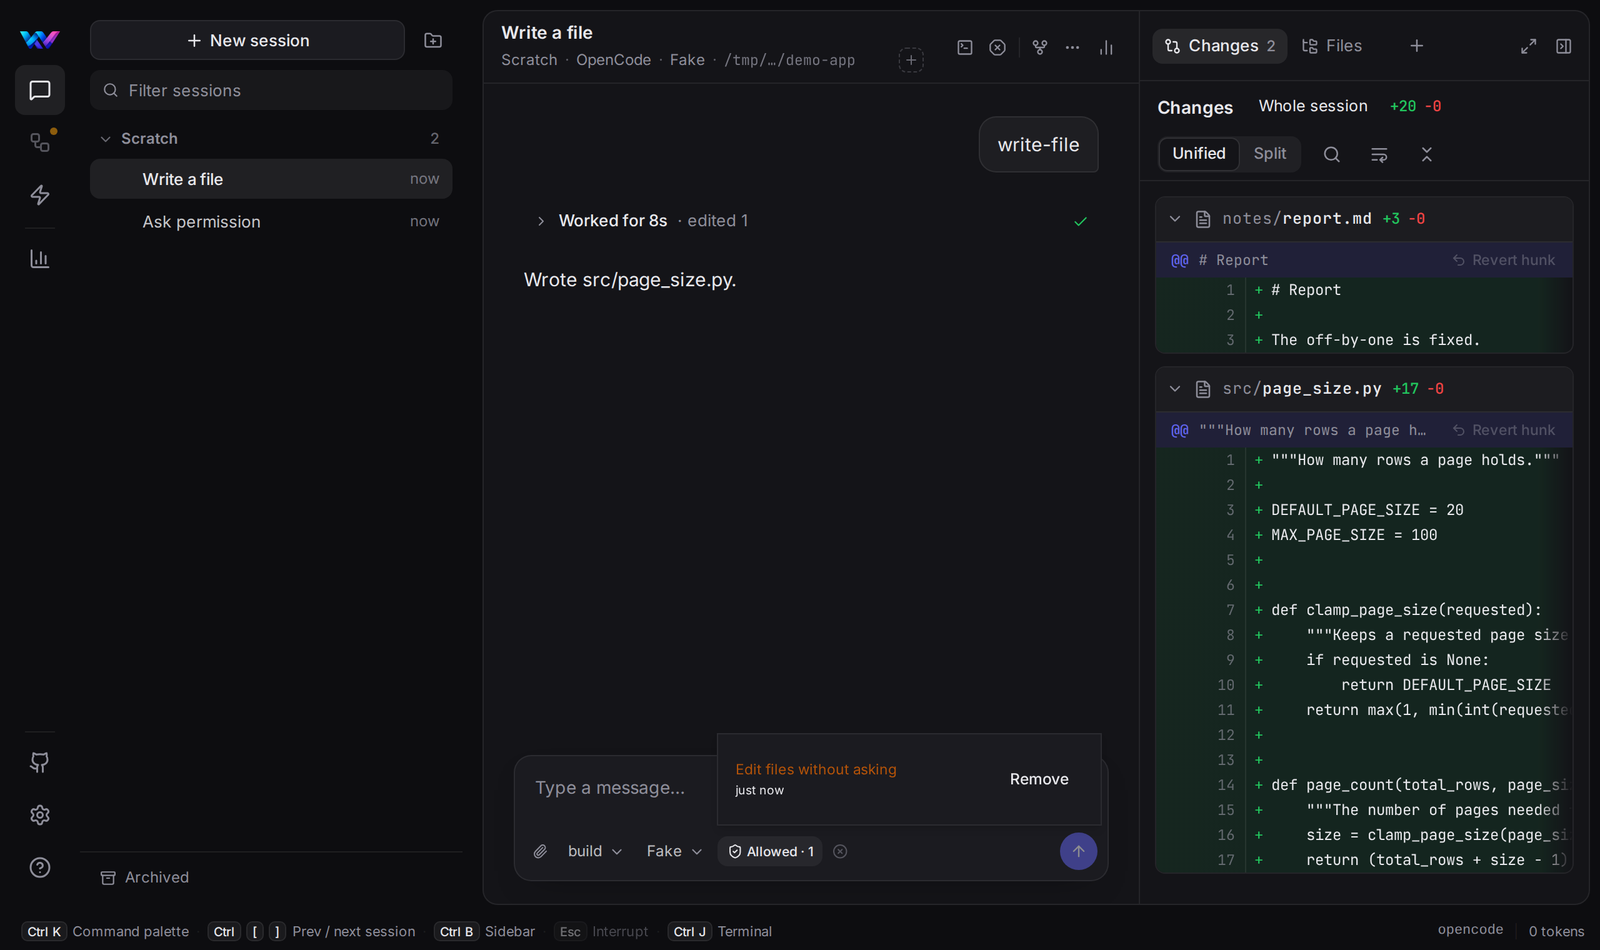 New session
Filter sessions
Scratch 2
Write a file now
Ask permission now
Archived
Write a file
Scratch · OpenCode · Fake · /tmp/…/demo-app
write-file
Worked for 8s · edited 1
Wrote src/page_size.py.
Edit files without asking
just now
Remove
Type a message...
build Fake Allowed · 1
Changes 2 Files
Changes Whole session +20 -0
Unified Split
notes/report.md +3 -0
@@ # Report Revert hunk
1 + # Report
2 +
3 + The off-by-one is fixed.
src/page_size.py +17 -0
@@ """How many rows a page h… Revert hunk
1 + """How many rows a page holds."""
2 +
3 + DEFAULT_PAGE_SIZE = 20
4 + MAX_PAGE_SIZE = 100
5 +
6 +
7 + def clamp_page_size(requested):
8 + """Keeps a requested page size
9 + if requested is None:
10 + return DEFAULT_PAGE_SIZE
11 + return max(1, min(int(requeste
12 +
13 +
14 + def page_count(total_rows, page_si
15 + """The number of pages needed
16 + size = clamp_page_size(page_si
17 + return (total_rows + size - 1)
Ctrl K Command palette Ctrl [ ] Prev / next session Ctrl B Sidebar Esc Interrupt Ctrl J Terminal opencode 0 tokens